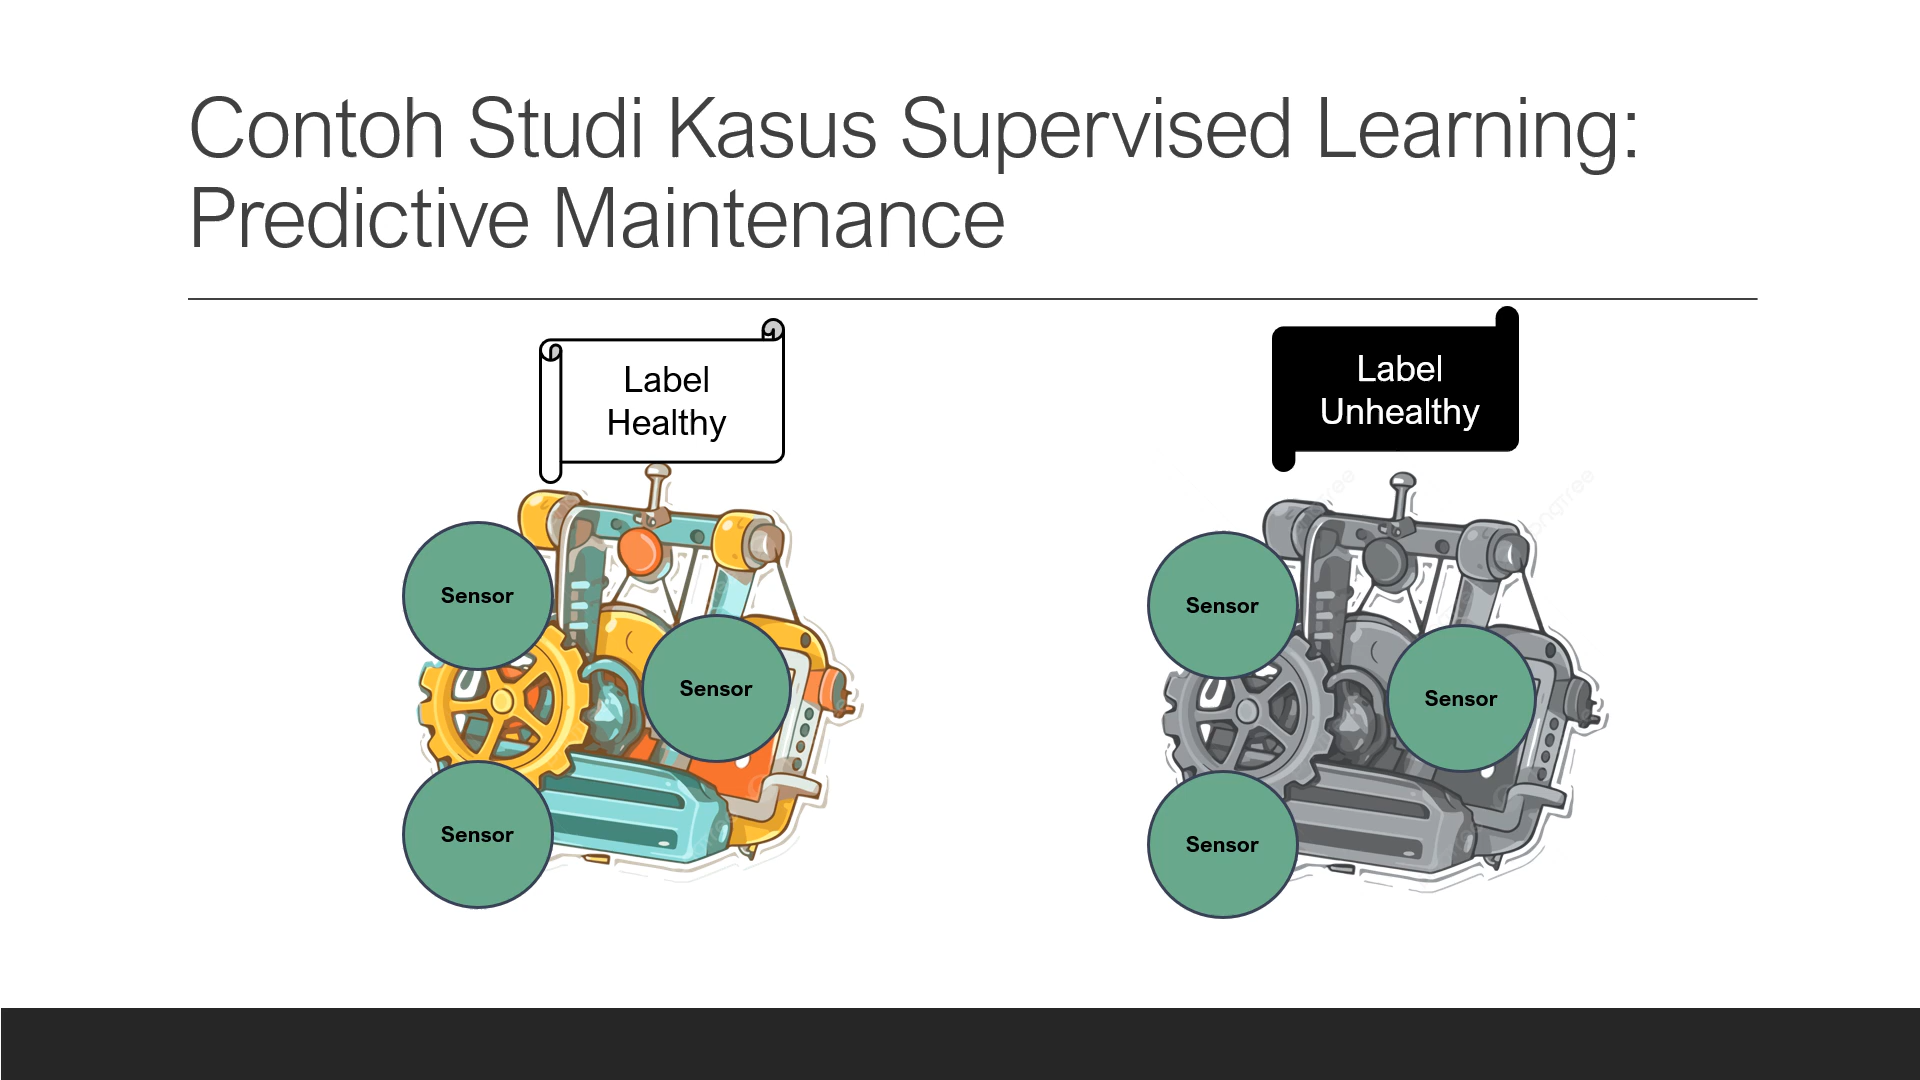 Contoh Studi Kasus Supervised Learning:
Predictive Maintenance
Label
Healthy
Label
Unhealthy
Sensor
Sensor
Sensor
Sensor
Sensor
Sensor